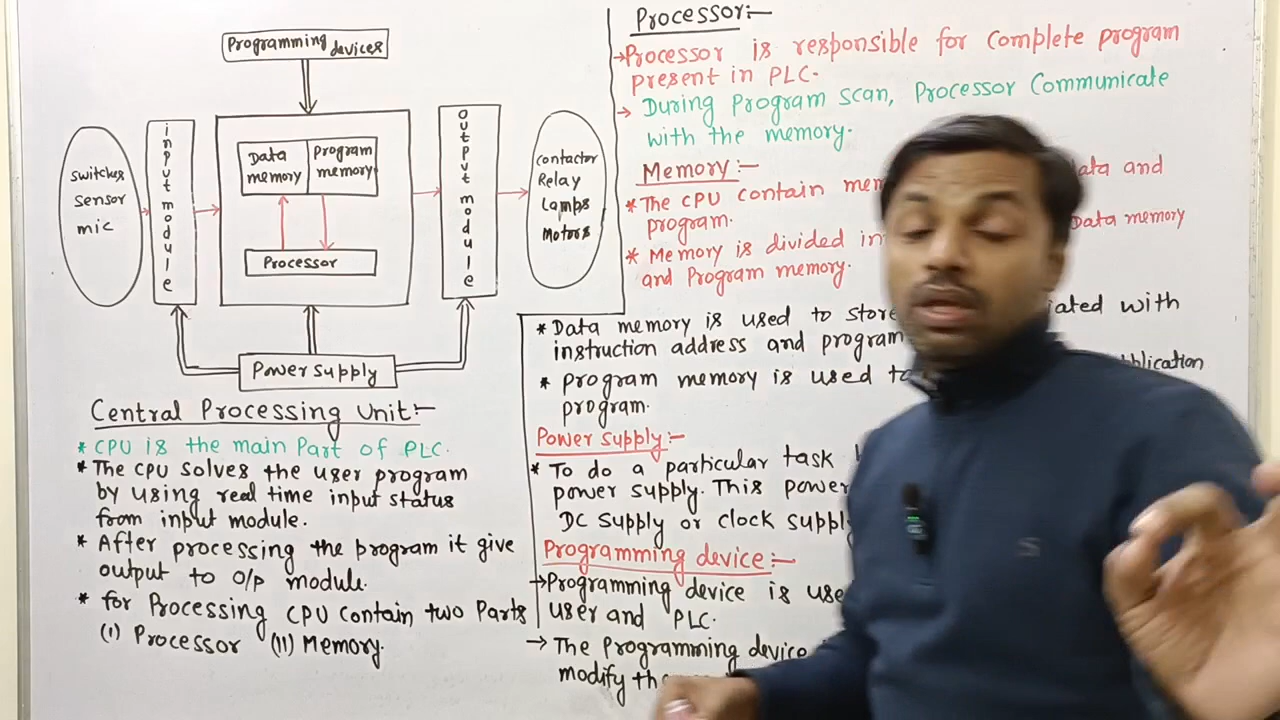 Programming devices
switches
sensor
mic
input module
Data memory
program memory
Processor
output module
contactor
Relay
Lamps
Motors
Power supply
Central Processing Unit:-
* CPU is the main Part of PLC.
* The CPU solves the user program
by using real time input status
from input module.
* After processing the program it give
output to O/P module.
* for Processing CPU contain two Parts
(I) Processor (II) Memory.
Processor:-
→Processor is responsible for complete program
present in PLC.
→ During Program scan, Processor Communicate
with the memory.
Memory:-
* The CPU contain data and
program.
* Memory is divided Data memory
and Program memory.
* Data memory is used to store with
instruction address and program
* program memory is used
program.
Power supply:-
* To do a particular task
power supply. This power
DC supply or clock supply
Programming device:-
→Programming device is
user and PLC.
→ The Programming device
modify
S